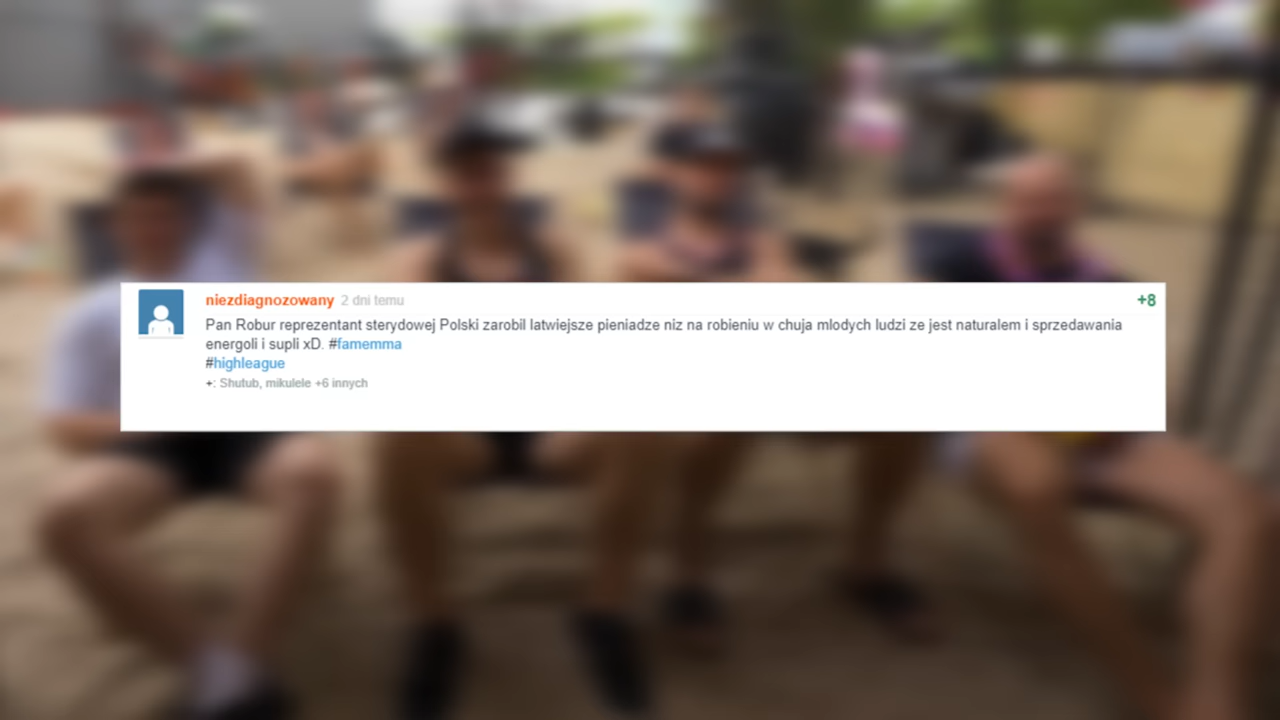 niezdiagnozowany 2 dni temu +8
Pan Robur reprezentant sterydowej Polski zarobil latwiejsze pieniadze niz na robieniu w chuja mlodych ludzi ze jest naturalem i sprzedawania
energoli i supli xD. #famemma
#highleague
+: Shutub, mikulele +6 innych